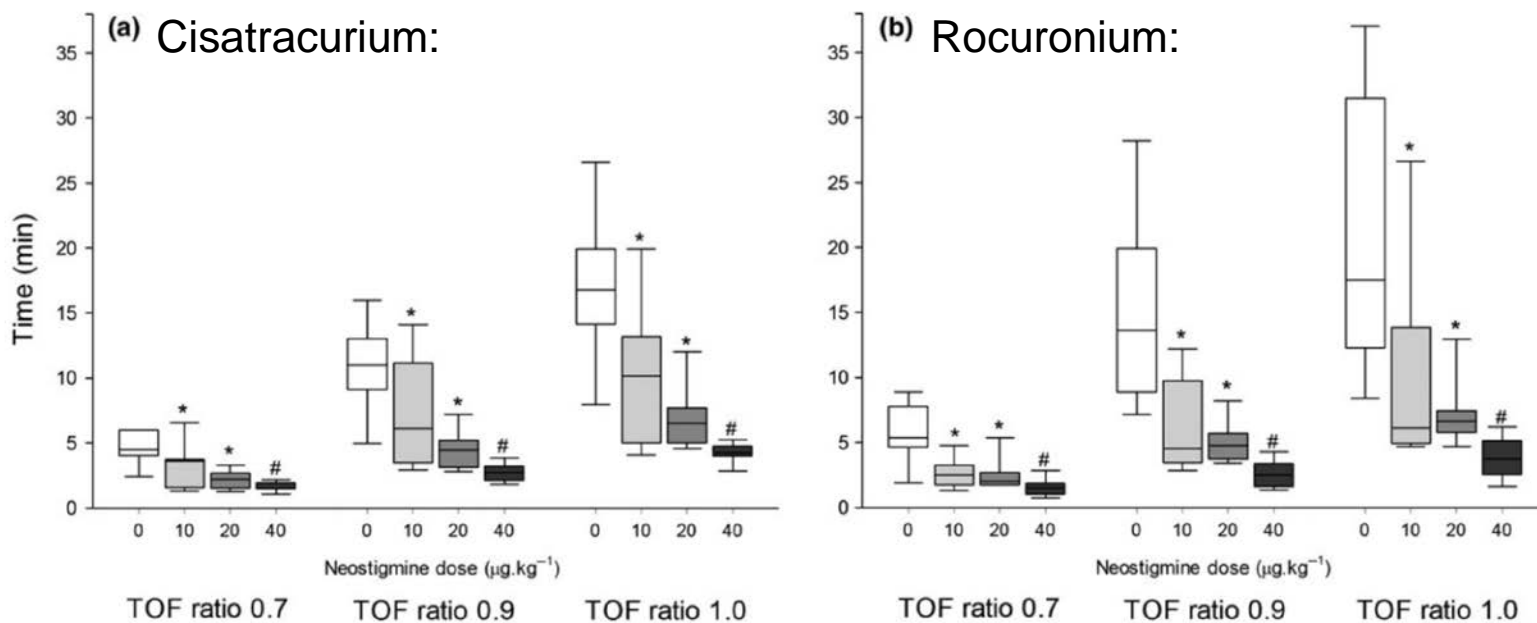 (a) Cisatracurium:
Time (min)
35
30
25
20
15
10
5
0
* * #
* * #
* * #
0 10 20 40 0 10 20 40 0 10 20 40
Neostigmine dose (μg.kg⁻¹)
TOF ratio 0.7 TOF ratio 0.9 TOF ratio 1.0
(b) Rocuronium:
35
30
25
20
15
10
5
0
* * #
* * #
* * #
0 10 20 40 0 10 20 40 0 10 20 40
Neostigmine dose (μg.kg⁻¹)
TOF ratio 0.7 TOF ratio 0.9 TOF ratio 1.0